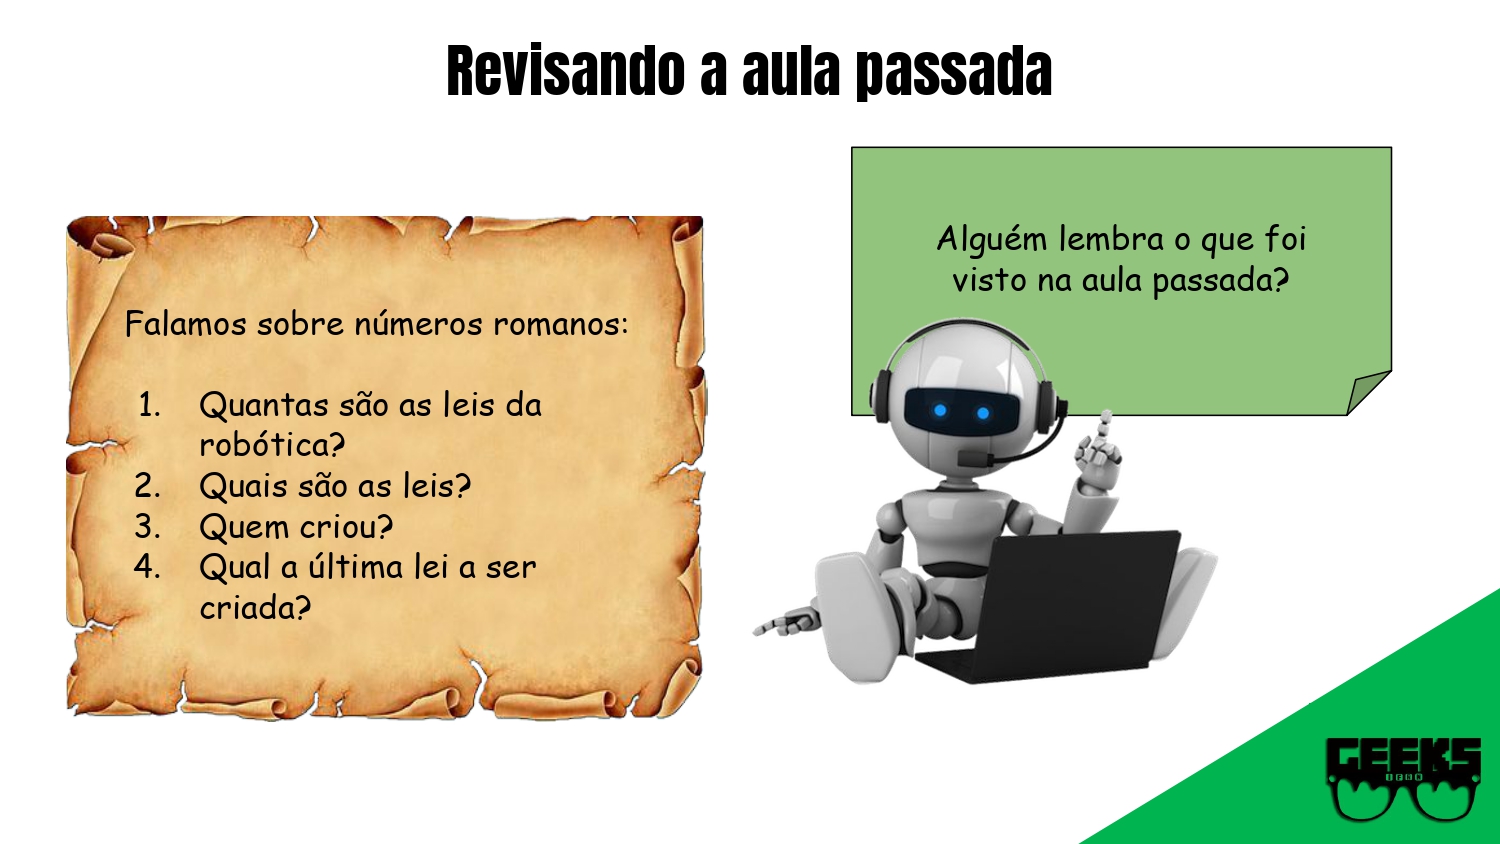 Revisando a aula passada
Falamos sobre números romanos:
1. Quantas são as leis da
robótica?
2. Quais são as leis?
3. Quem criou?
4. Qual a última lei a ser
criada?
Alguém lembra o que foi
visto na aula passada?
GEEKS